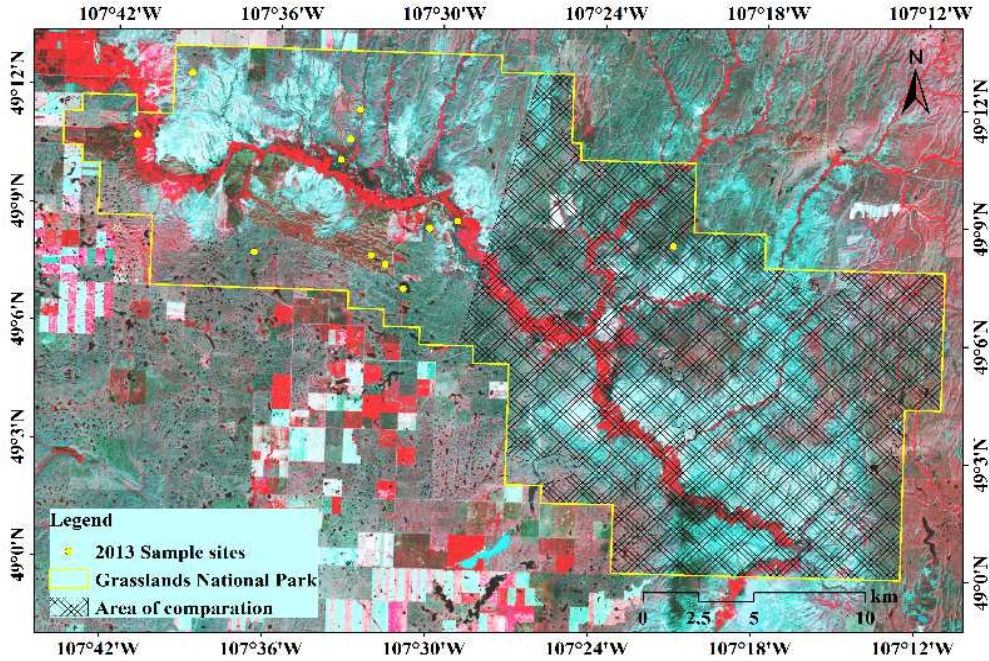 107°42'W 107°36'W 107°30'W 107°24'W 107°18'W 107°12'W
49°12'N
49°9'N
49°6'N
49°3'N
49°0'N
N
49°12'N
49°9'N
49°6'N
49°3'N
49°0'N
Legend
2013 Sample sites
Grasslands National Park
Area of comparation
km
0 2.5 5 10
107°42'W 107°36'W 107°30'W 107°24'W 107°18'W 107°12'W